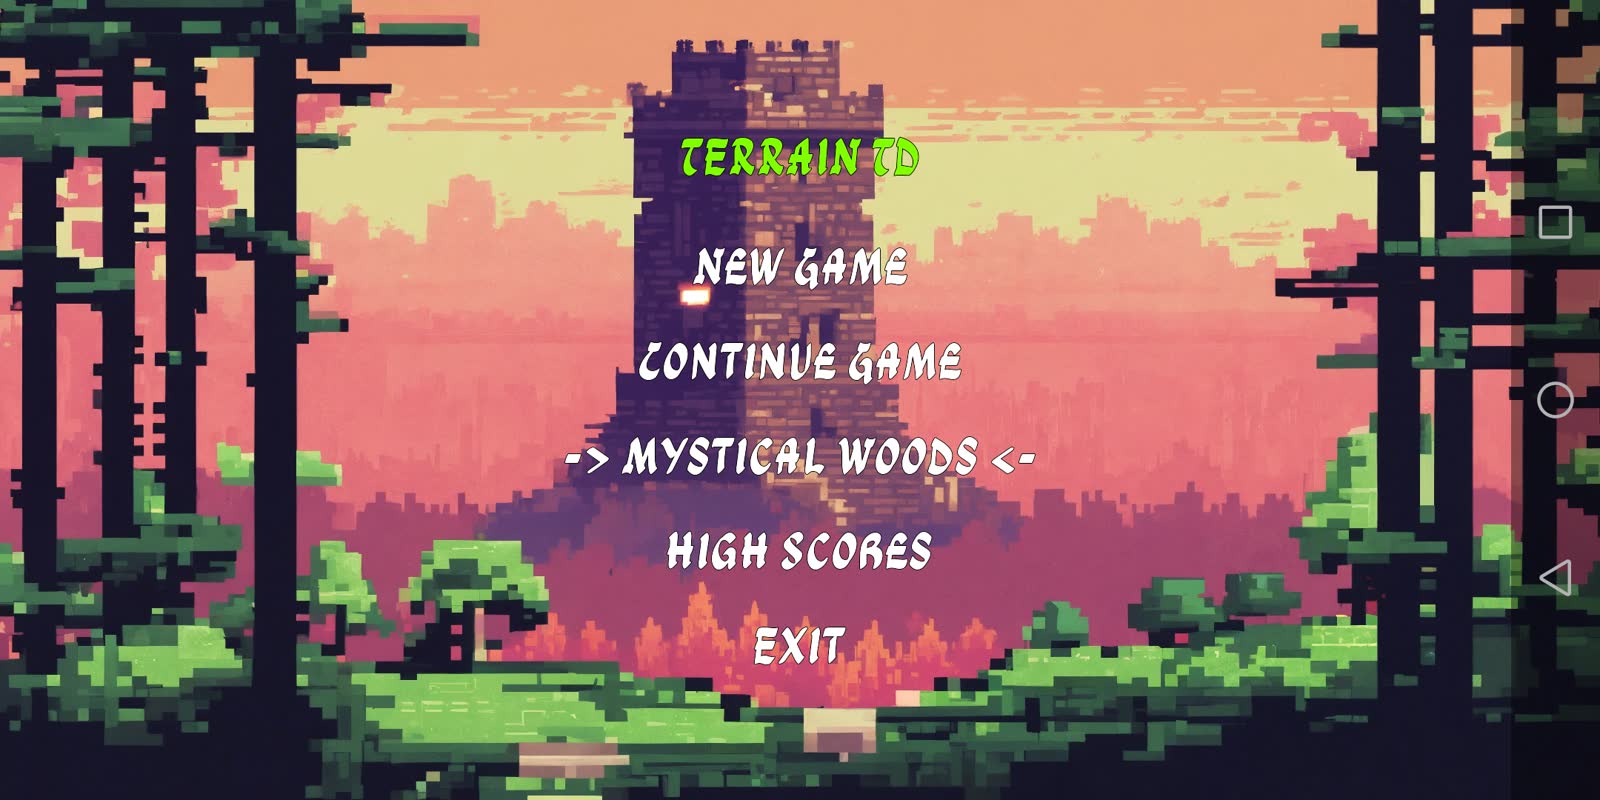 TERRAIN TD
NEW GAME
CONTINUE GAME
-> MYSTICAL WOODS <-
HIGH SCORES
EXIT